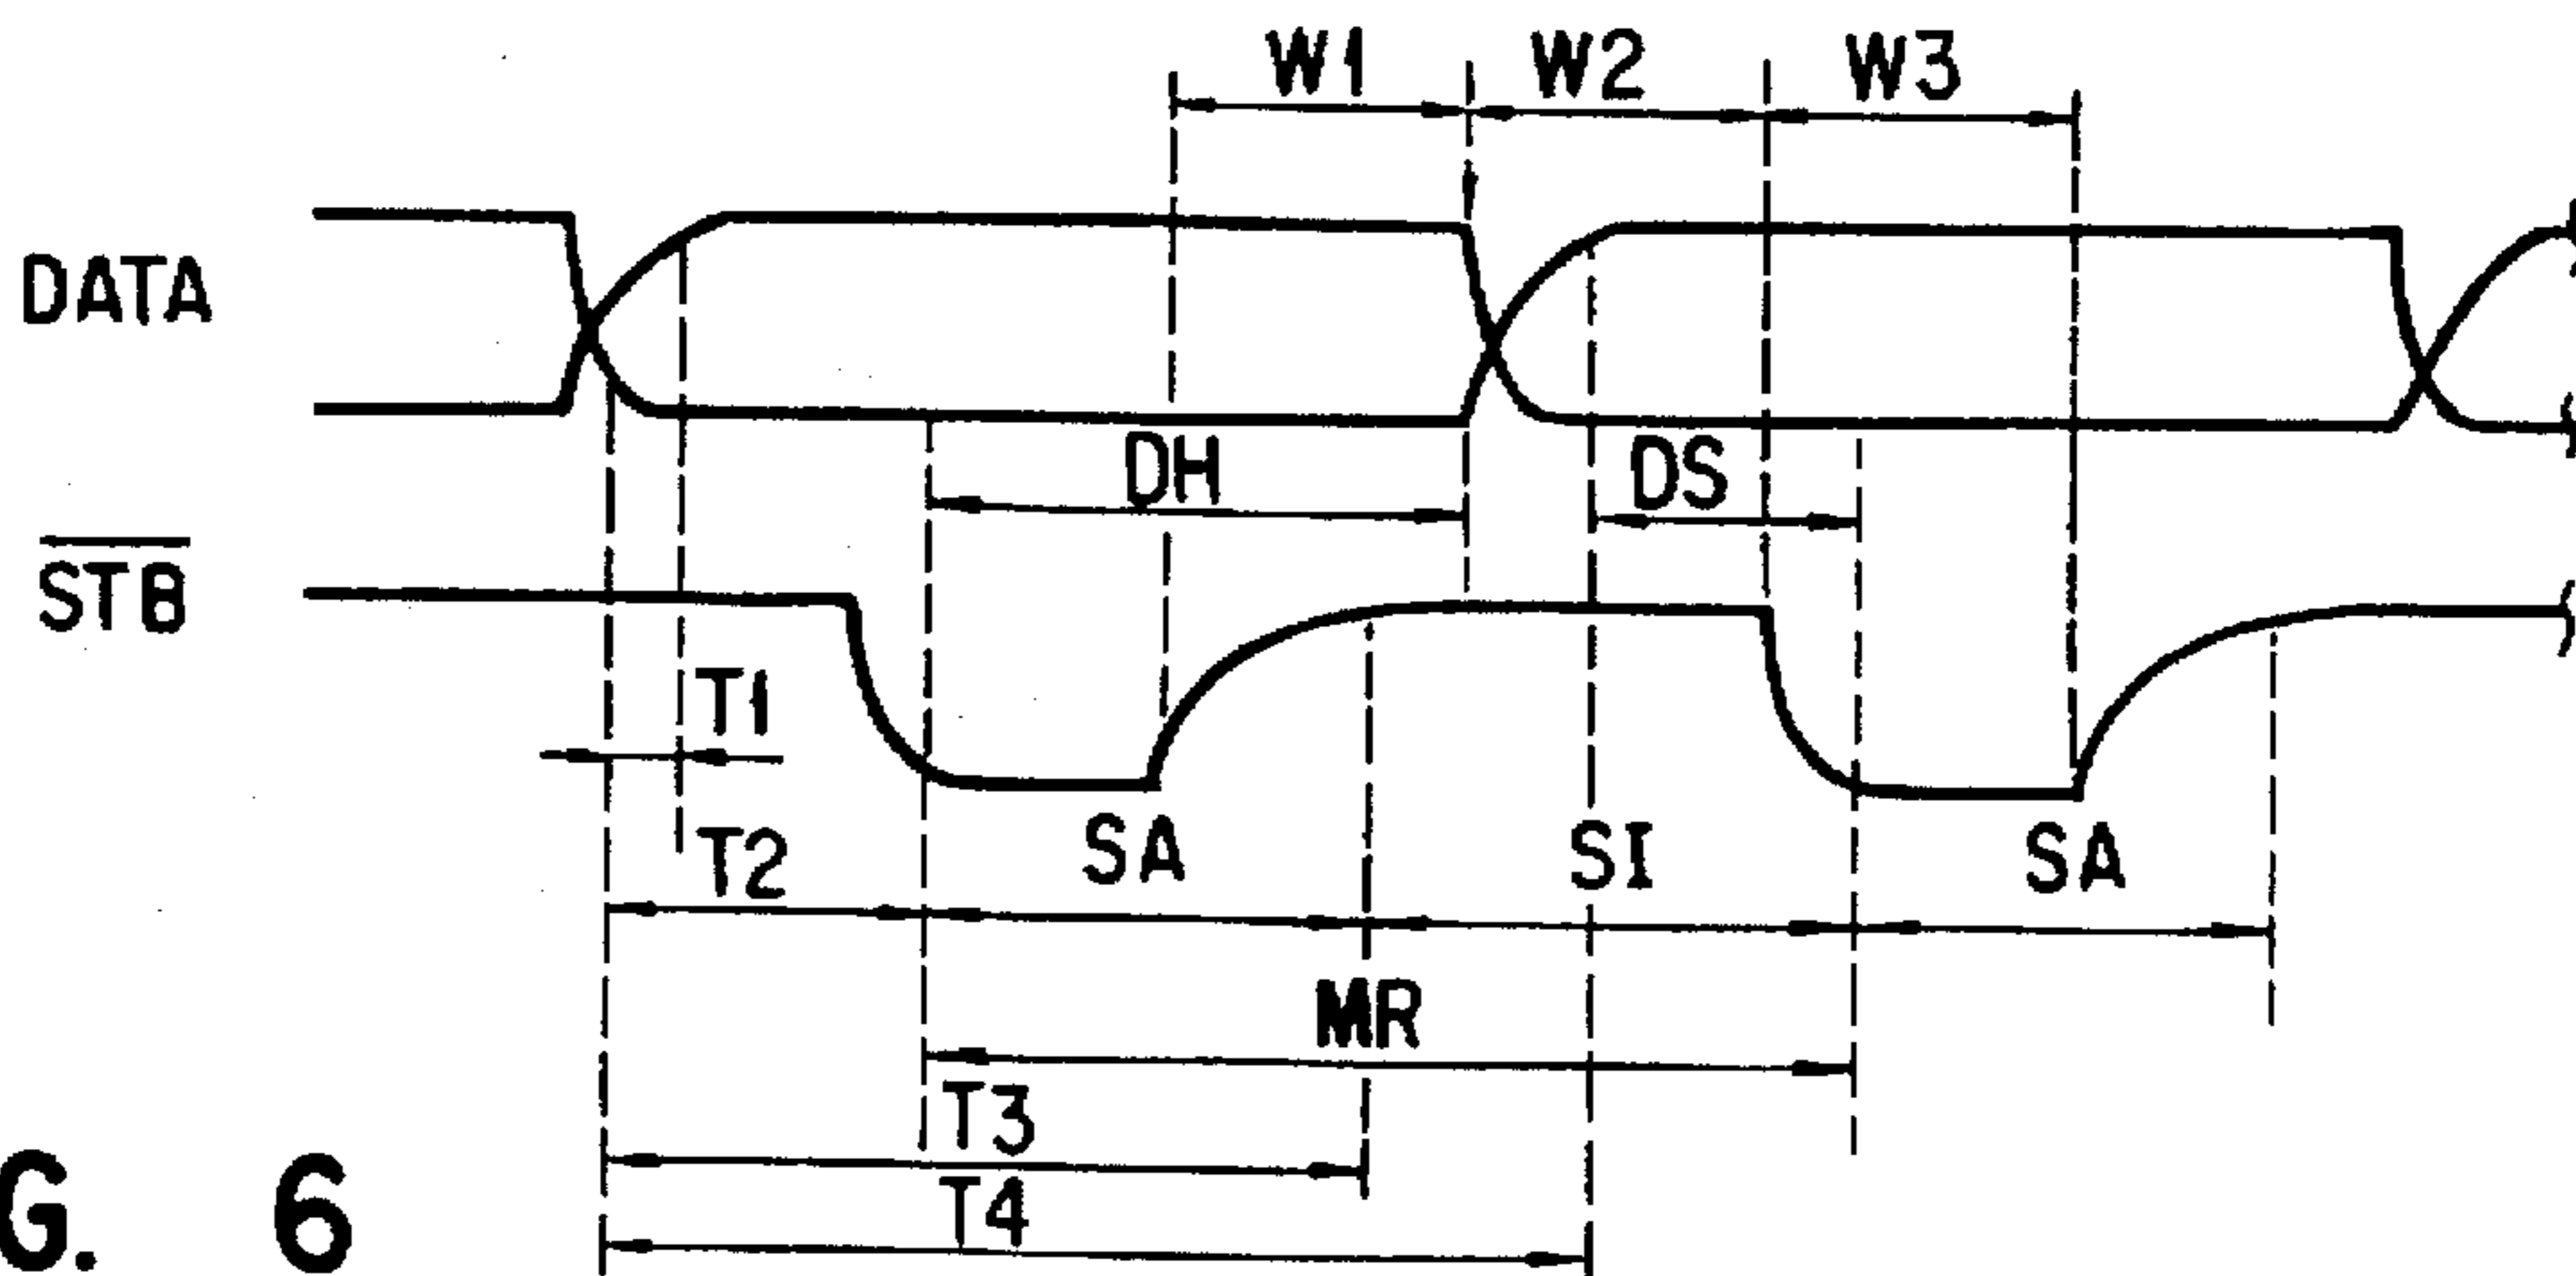 W1 W2 W3
DATA
DH DS
STB
T1
T2 SA SI SA
MR
T3
T4
G. 6